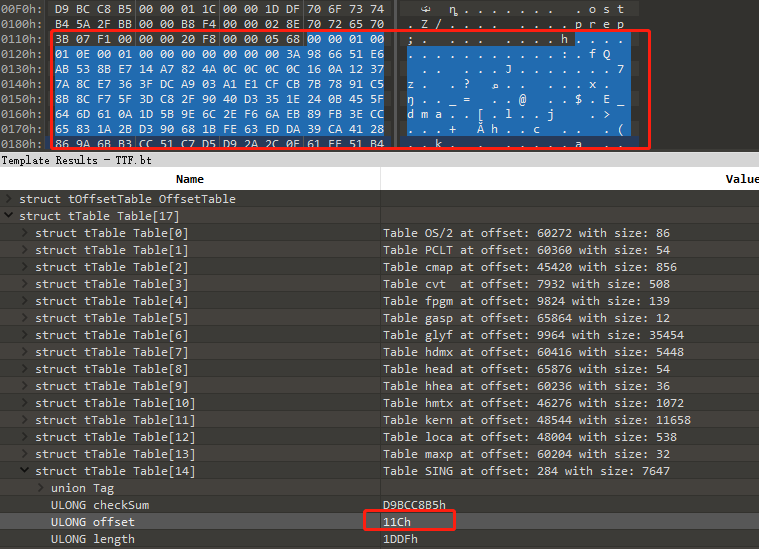 00F0h: D9 BC C8 B5 00 00 01 1C 00 00 1D DF 70 6F 73 74
0100h: B4 5A 2F BB 00 00 B8 F4 00 00 02 8E 70 72 65 70
0110h: 3B 07 F1 00 00 00 20 F8 00 00 05 68 00 00 01 00
0120h: 01 0E 00 01 00 00 00 00 00 00 00 3A 98 66 51 E6
0130h: AB 53 8B E7 14 A7 82 4A 0C 0C 0C 0C 16 0A 12 37
0140h: 7A 8C E7 36 3F DC A9 03 A1 E1 CF CB 7B 78 91 C5
0150h: 8B 8C F7 5F 3D C8 2F 90 40 D3 35 1E 24 0B 45 5F
0160h: 64 6D 61 0A 1D 5B 9E 6C 2E F6 6A EB 89 FB 3E CC
0170h: 65 83 1A 2B D3 90 68 1B FE 63 ED DA 39 CA 41 28
0180h: 86 9A 6B B3 CC 51 C7 D5 D9 2A 2C 0E 61 EE 51 B4
Template Results - TTF.bt
Name Value
struct tOffsetTable OffsetTable
struct tTable Table[17]
struct tTable Table[0] Table OS/2 at offset: 60272 with size: 86
struct tTable Table[1] Table PCLT at offset: 60360 with size: 54
struct tTable Table[2] Table cmap at offset: 45420 with size: 856
struct tTable Table[3] Table cvt  at offset: 7932 with size: 508
struct tTable Table[4] Table fpgm at offset: 9824 with size: 139
struct tTable Table[5] Table gasp at offset: 65864 with size: 12
struct tTable Table[6] Table glyf at offset: 9964 with size: 35454
struct tTable Table[7] Table hdmx at offset: 60416 with size: 5448
struct tTable Table[8] Table head at offset: 65876 with size: 54
struct tTable Table[9] Table hhea at offset: 60236 with size: 36
struct tTable Table[10] Table hmtx at offset: 46276 with size: 1072
struct tTable Table[11] Table kern at offset: 48544 with size: 11658
struct tTable Table[12] Table loca at offset: 48004 with size: 538
struct tTable Table[13] Table maxp at offset: 60204 with size: 32
struct tTable Table[14] Table SING at offset: 284 with size: 7647
union Tag
ULONG checkSum D9BCC8B5h
ULONG offset 11Ch
ULONG length 1DDFh